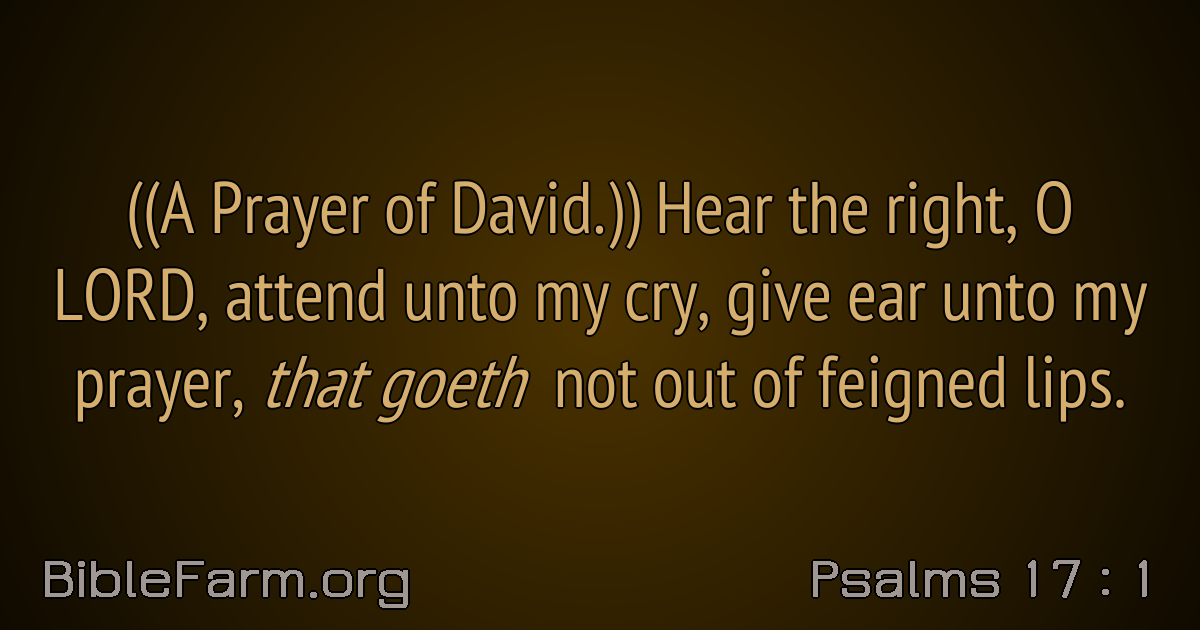 ((A Prayer of David.)) Hear the right, O
LORD, attend unto my cry, give ear unto my
prayer, that goeth not out of feigned lips.
BibleFarm.org
Psalms 17 : 1